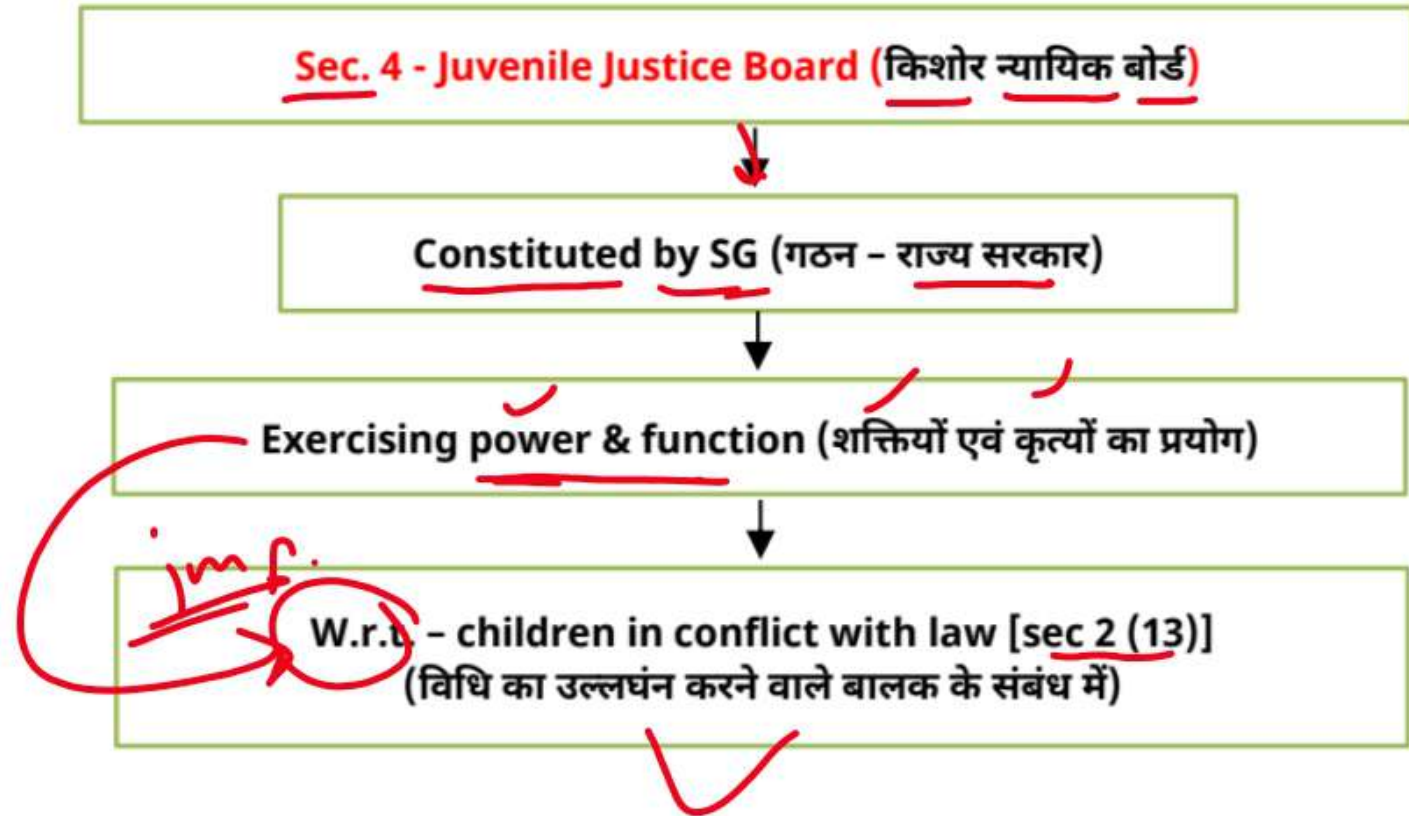 Sec. 4 - Juvenile Justice Board (किशोर न्यायिक बोर्ड)
Constituted by SG (गठन – राज्य सरकार)
Exercising power & function (शक्तियों एवं कृत्यों का प्रयोग)
W.r.t. – children in conflict with law [sec 2 (13)]
(विधि का उल्लघंन करने वाले बालक के संबंध में)